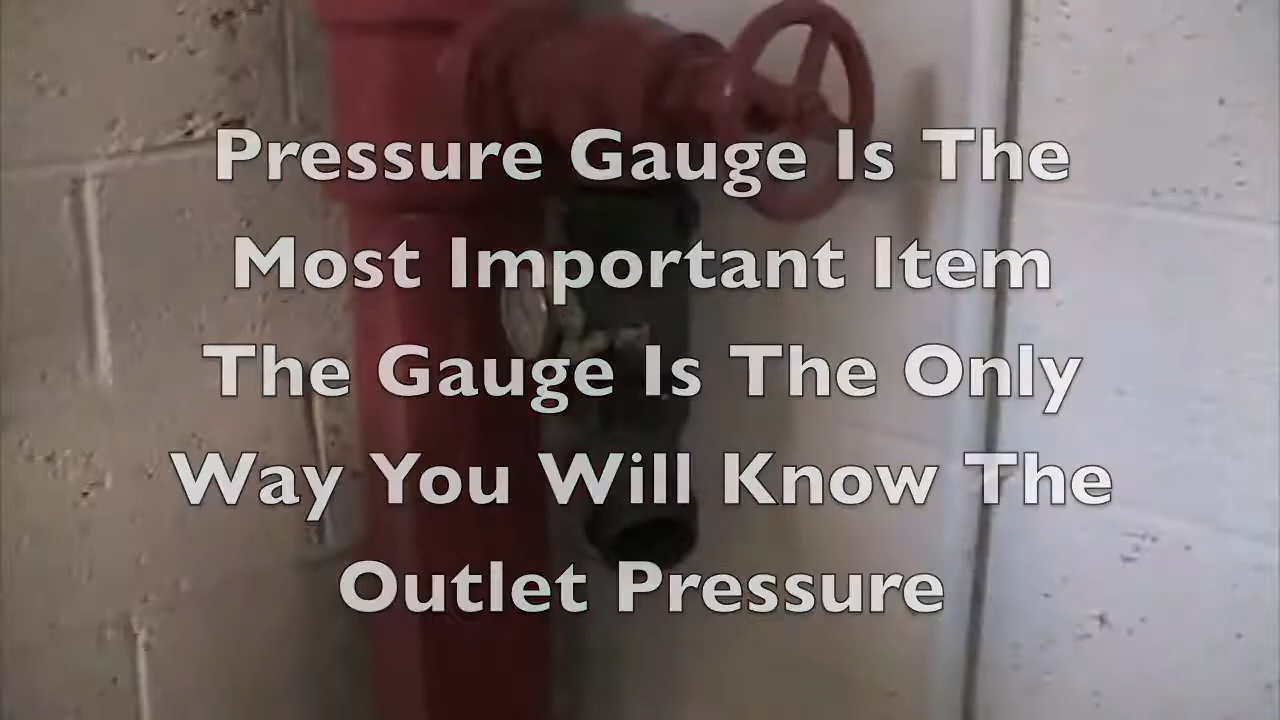 Pressure Gauge Is The
Most Important Item
The Gauge Is The Only
Way You Will Know The
Outlet Pressure